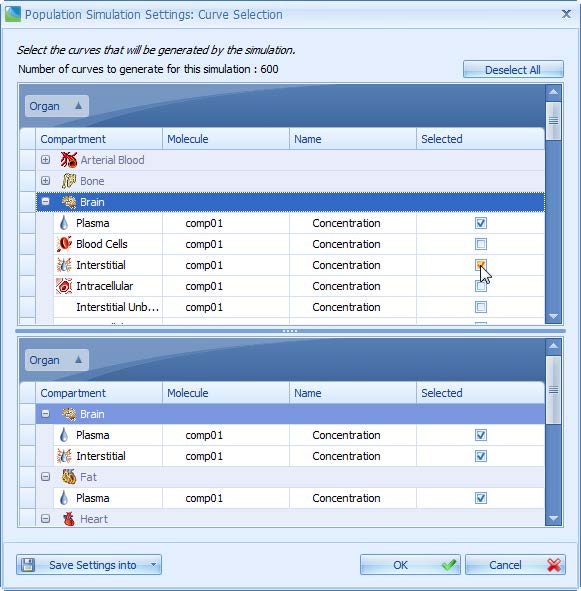 Population Simulation Settings: Curve Selection
Select the curves that will be generated by the simulation.
Number of curves to generate for this simulation : 600
Deselect All
Organ
Compartment Molecule Name Selected
Arterial Blood
Bone
Brain
Plasma comp01 Concentration
Blood Cells comp01 Concentration
Interstitial comp01 Concentration
Intracellular comp01 Concentration
Interstitial Unb... comp01 Concentration
Organ
Compartment Molecule Name Selected
Brain
Plasma comp01 Concentration
Interstitial comp01 Concentration
Fat
Plasma comp01 Concentration
Heart
Save Settings into OK Cancel